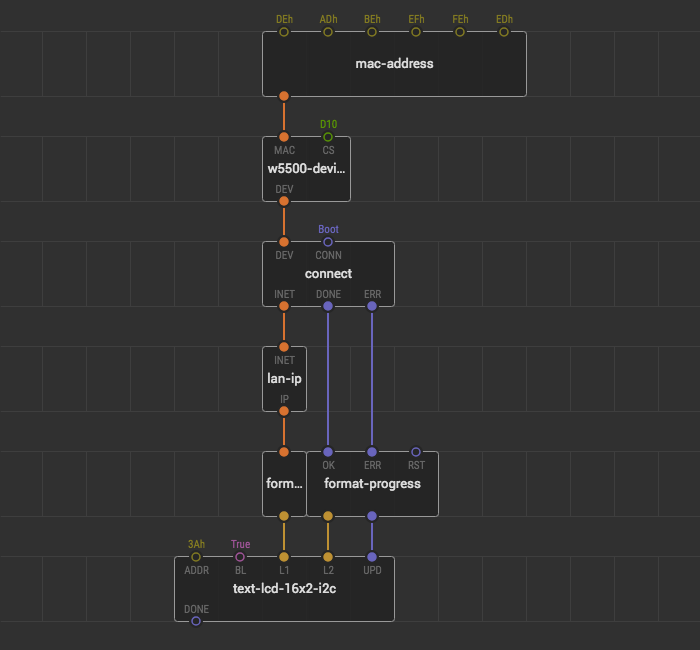 DEh ADh BEh EFh FEh EDh
mac-address
D10
MAC CS
w5500-devi...
DEV
Boot
DEV CONN
connect
INET DONE ERR
INET
lan-ip
IP
OK ERR RST
form... format-progress
3Ah True
ADDR BL L1 L2 UPD
text-lcd-16x2-i2c
DONE